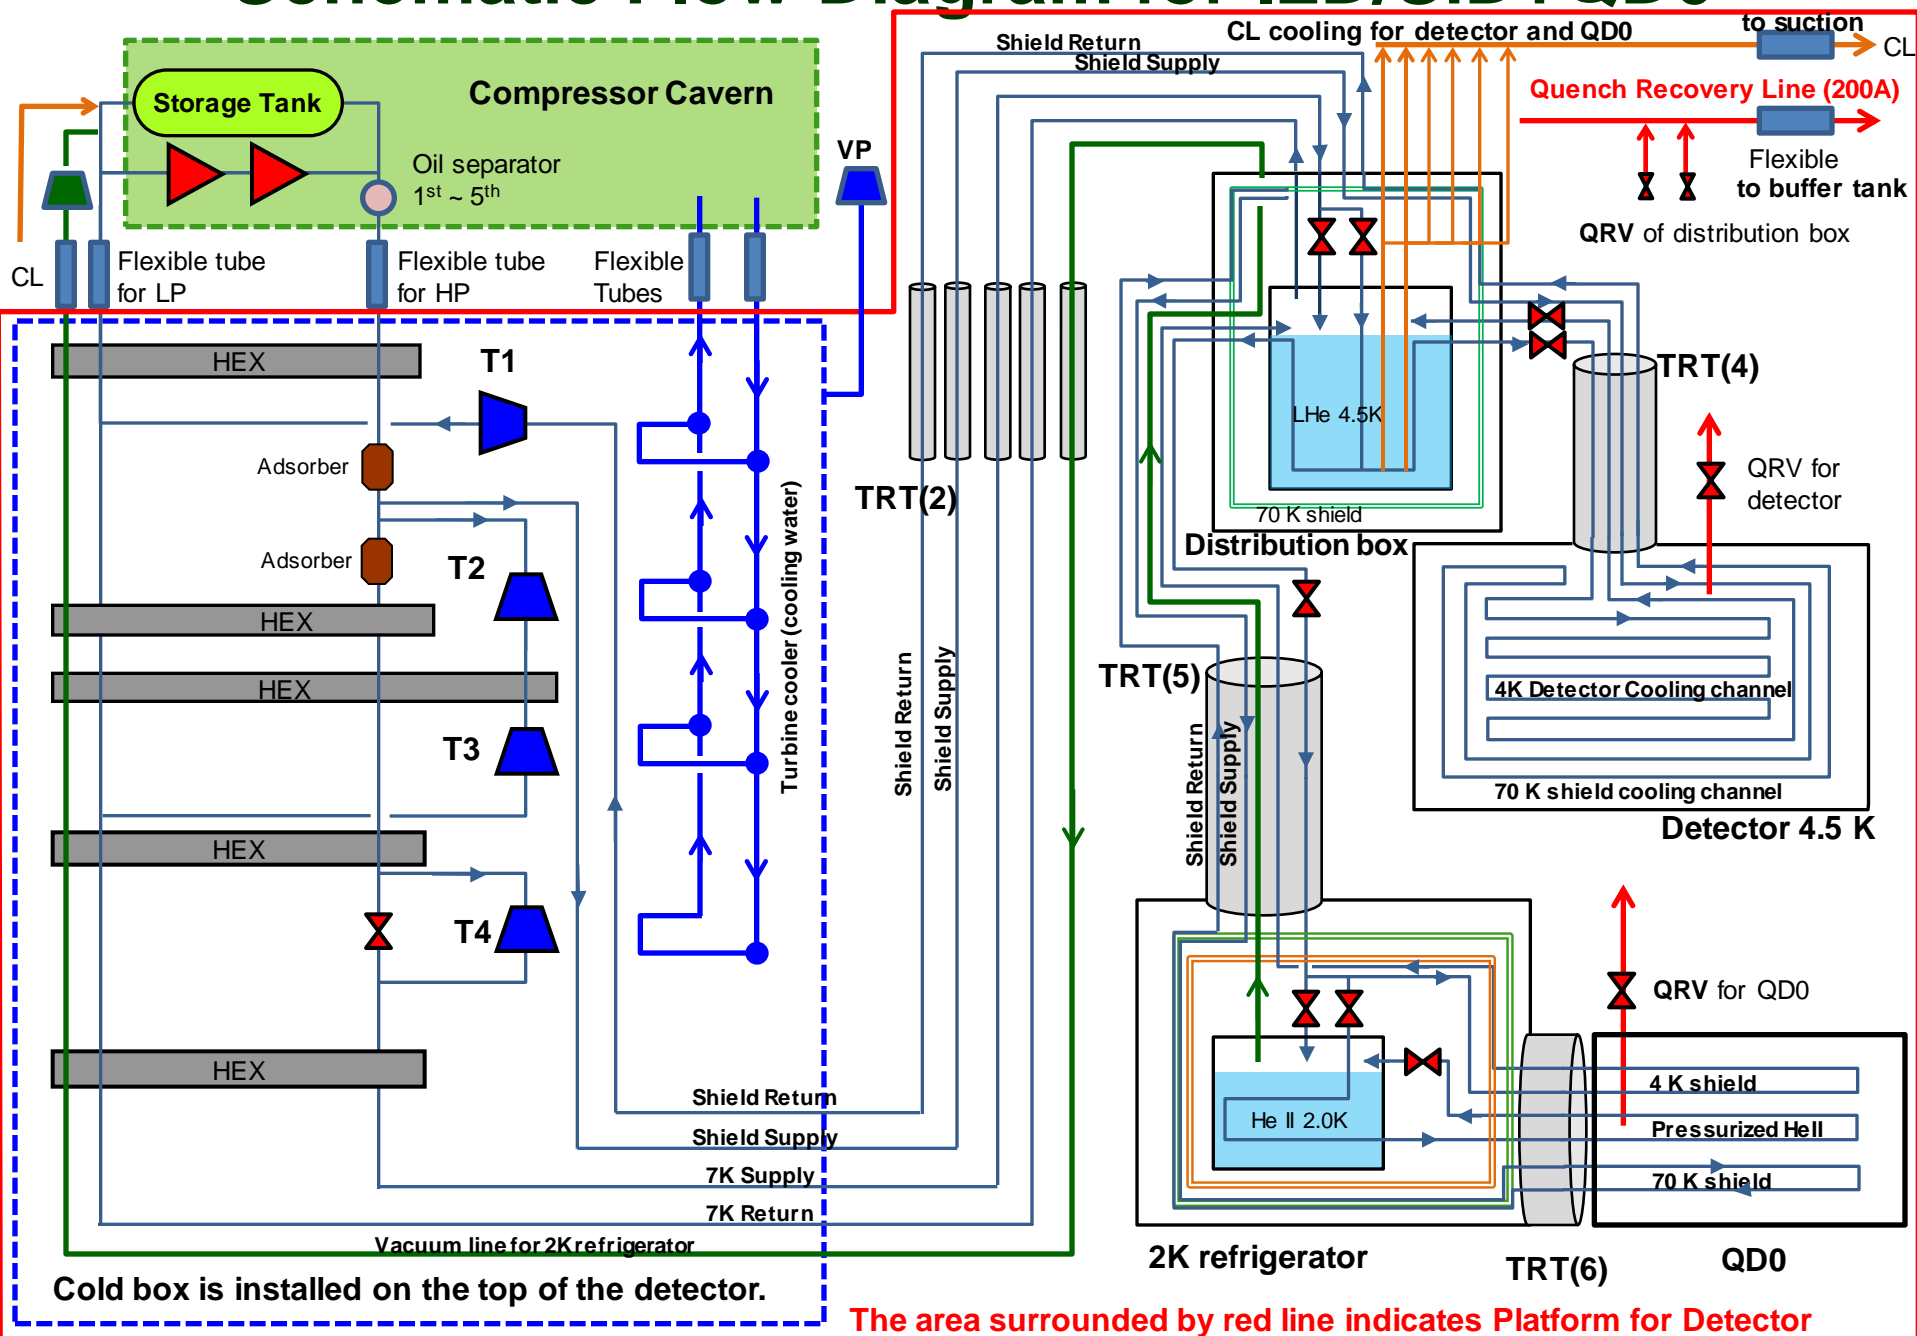 Schematic Flow Diagram for ILD/SiD+QD0
Compressor Cavern
Storage Tank
Oil separator
1st ~ 5th
VP
CL
Flexible tube
for LP
Flexible tube
for HP
Flexible
Tubes
HEX
T1
Adsorber
Adsorber
T2
HEX
HEX
T3
HEX
T4
HEX
Turbine cooler (cooling water)
Shield Return
Shield Supply
7K Supply
7K Return
Vacuum line for 2K refrigerator
Cold box is installed on the top of the detector.
Shield Return
Shield Supply
TRT(2)
Shield Return
Shield Supply
CL cooling for detector and QD0
to suction
CL
Quench Recovery Line (200A)
Flexible
to buffer tank
QRV of distribution box
LHe 4.5K
70 K shield
Distribution box
TRT(4)
QRV for
detector
4K Detector Cooling channel
70 K shield cooling channel
Detector 4.5 K
TRT(5)
Shield Return
Shield Supply
QRV for QD0
He II 2.0K
4 K shield
Pressurized HeII
70 K shield
2K refrigerator
TRT(6)
QD0
The area surrounded by red line indicates Platform for Detector